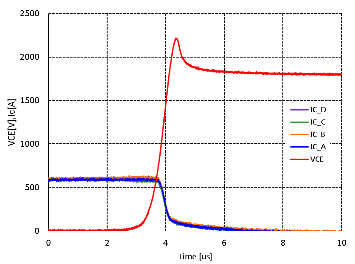 2500
2000
1500
1000
500
0
VCE[V],Ic[A]
IC_D
IC_C
IC_B
IC_A
VCE
0 2 4 6 8 10
Time [us]